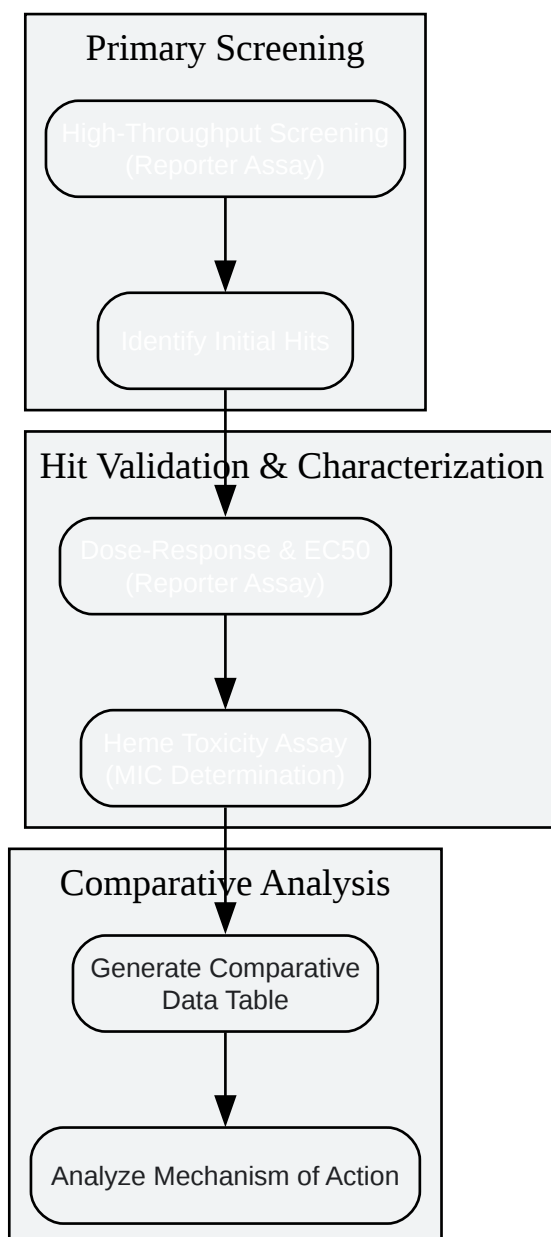 Primary Screening
High-Throughput Screening
(Reporter Assay)
Identify Initial Hits
Hit Validation & Characterization
Dose-Response & EC50
(Reporter Assay)
Heme Toxicity Assay
(MIC Determination)
Comparative Analysis
Generate Comparative
Data Table
Analyze Mechanism of Action